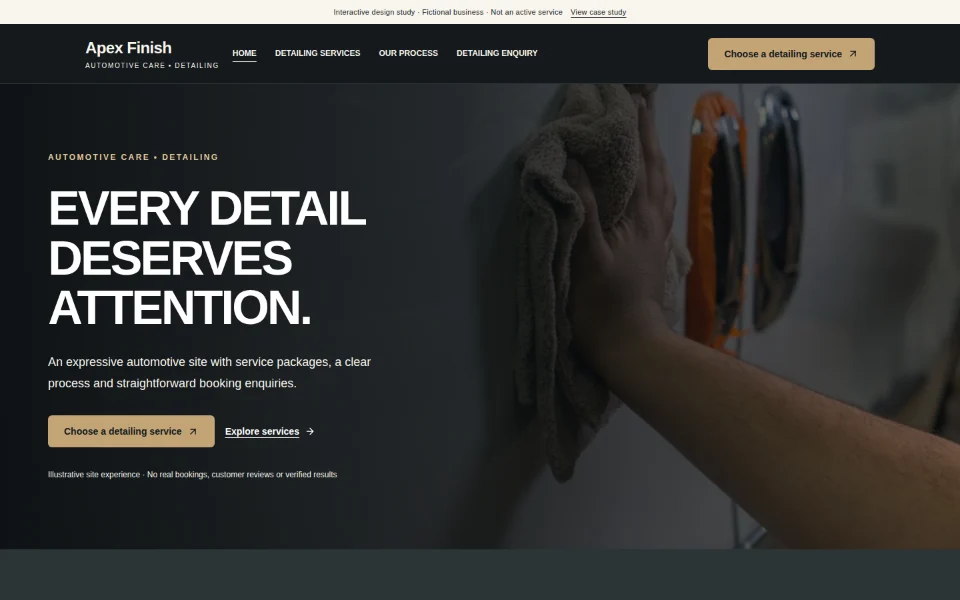 Interactive design study · Fictional business · Not an active service View case study
Apex Finish
AUTOMOTIVE CARE • DETAILING
HOME DETAILING SERVICES OUR PROCESS DETAILING ENQUIRY
Choose a detailing service
AUTOMOTIVE CARE • DETAILING
EVERY DETAIL
DESERVES
ATTENTION.
An expressive automotive site with service packages, a clear
process and straightforward booking enquiries.
Choose a detailing service Explore services
Illustrative site experience · No real bookings, customer reviews or verified results